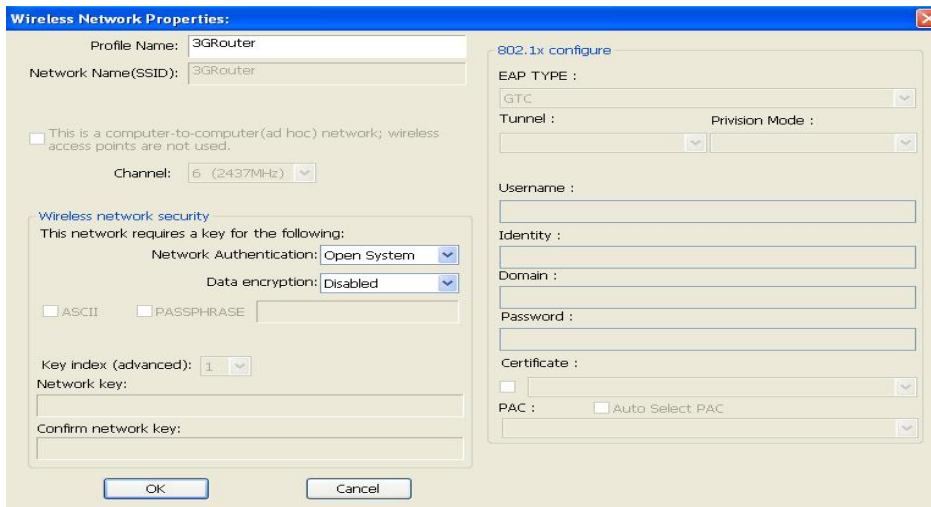 Wireless Network Properties:
Profile Name: 3GRouter
Network Name(SSID): 3GRouter
This is a computer-to-computer(ad hoc) network; wireless
access points are not used.
Channel: 6 (2437MHz)
Wireless network security
This network requires a key for the following:
Network Authentication: Open System
Data encryption: Disabled
ASCII PASSPHRASE
Key index (advanced): 1
Network key:
Confirm network key:
OK Cancel
802.1x configure
EAP TYPE :
GTC
Tunnel : Privision Mode :
Username :
Identity :
Domain :
Password :
Certificate :
PAC : Auto Select PAC